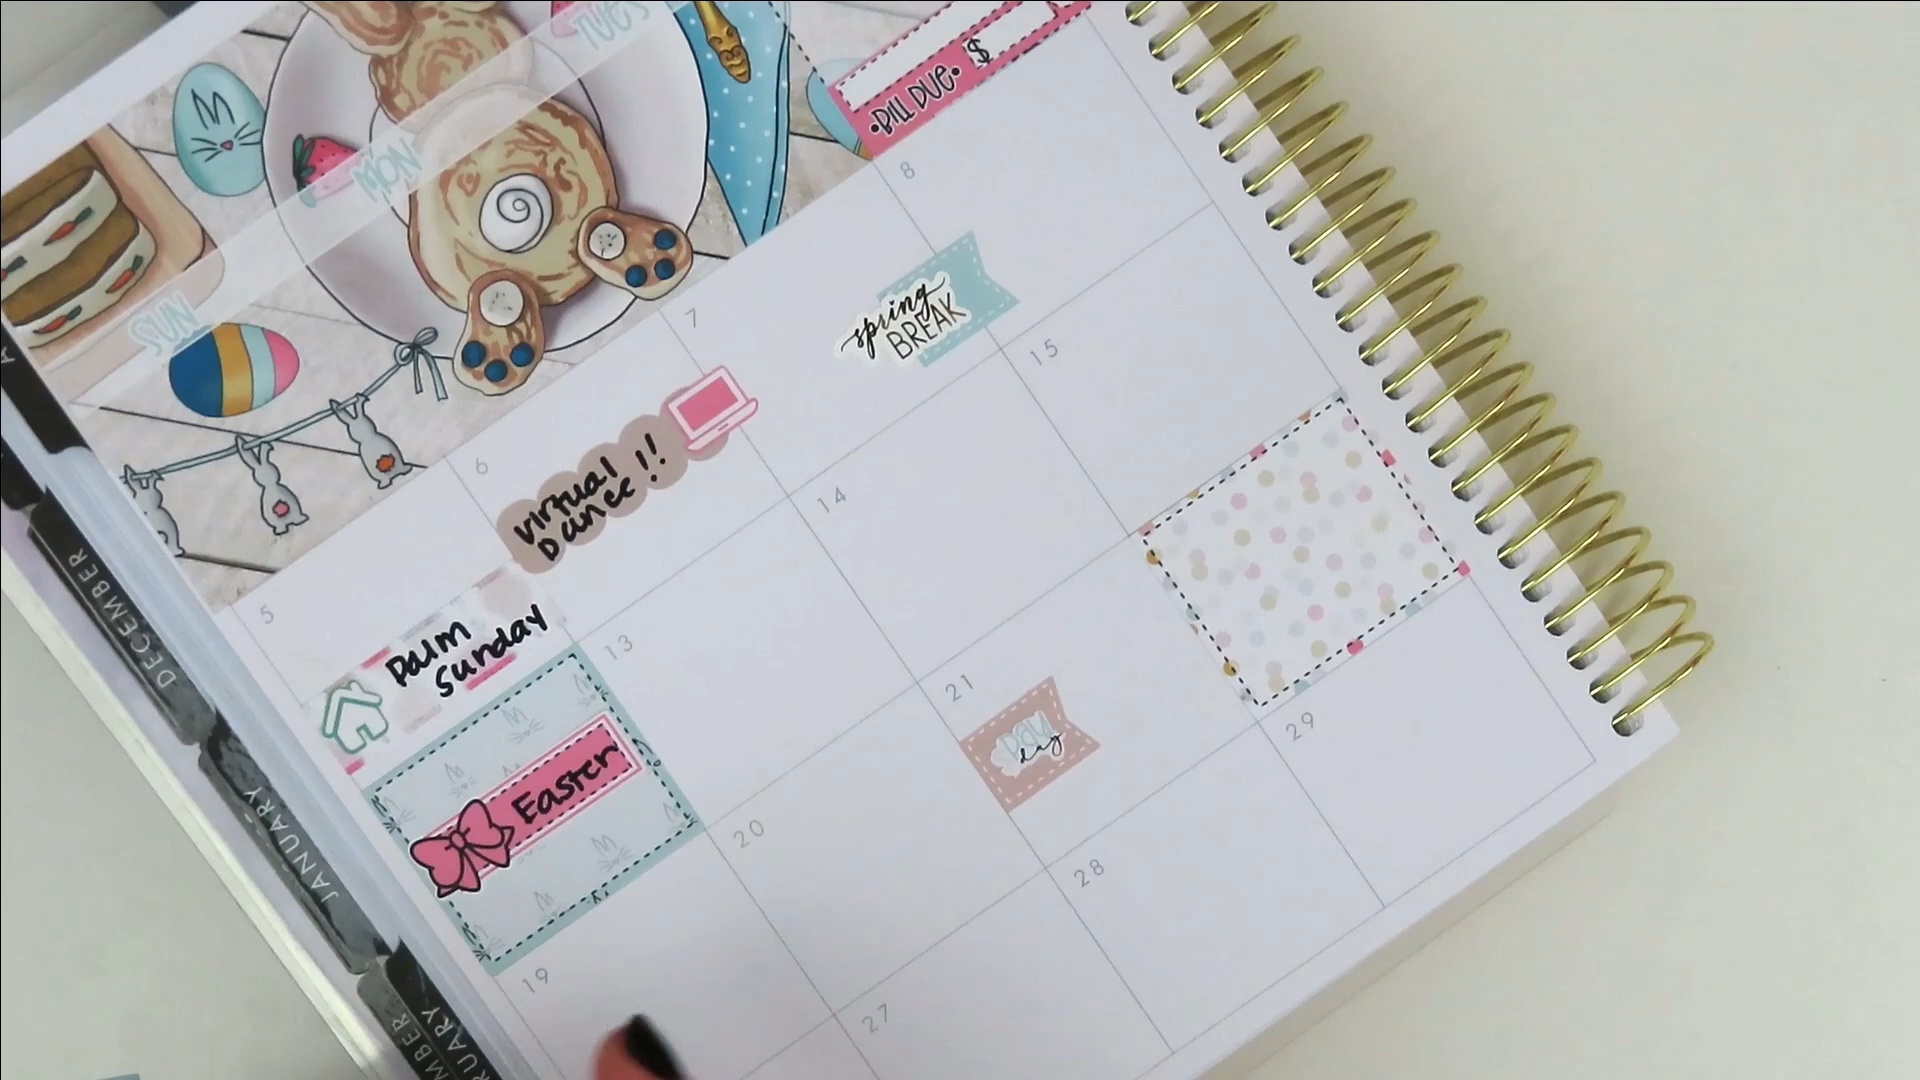 TUES
MON
SUN
•BILL DUE• $
8
7
spring
BREAK
15
6
virtual
Dance !!
14
5
Palm
Sunday
13
21
pay
day
29
Easter
20
28
19
27
DECEMBER
JANUARY